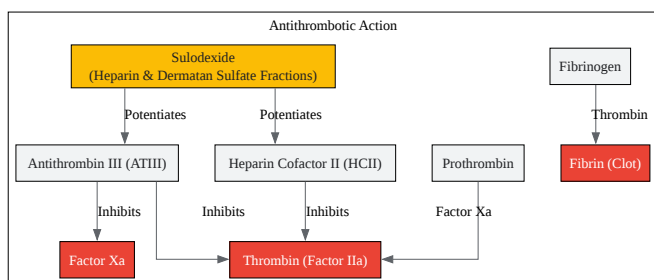 Antithrombotic Action
Sulodexide
(Heparin & Dermatan Sulfate Fractions)
Fibrinogen
Potentiates
Potentiates
Thrombin
Antithrombin III (ATIII)
Heparin Cofactor II (HCII)
Prothrombin
Fibrin (Clot)
Inhibits
Inhibits
Inhibits
Factor Xa
Factor Xa
Thrombin (Factor IIa)